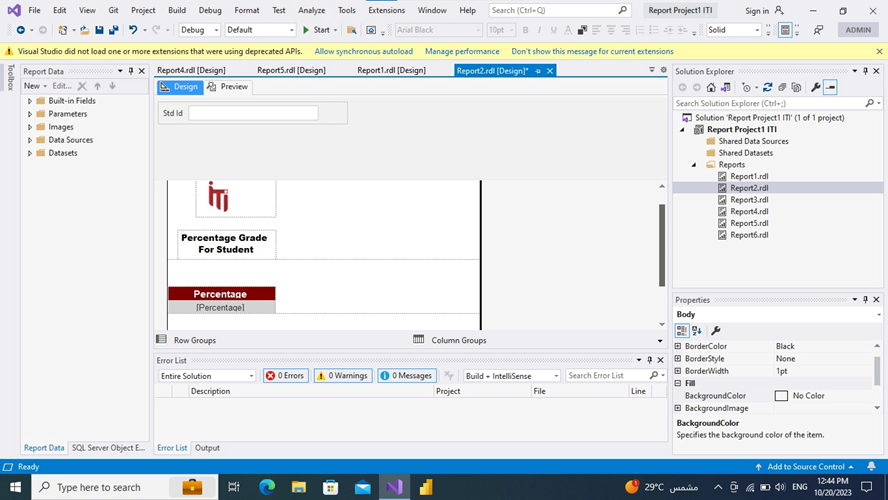 File Edit View Git Project Build Debug Format Test Analyze Tools Extensions Window Help Search (Ctrl+Q) Report Project1 ITI Sign in
Debug Default Start Arial Black 10pt Solid ADMIN
Visual Studio did not load one or more extensions that were using deprecated APIs. Allow synchronous autoload Manage performance Don't show this message for current extensions
Toolbox
Report Data
New Edit...
Built-in Fields
Parameters
Images
Data Sources
Datasets
Report Data SQL Server Object E...
Report4.rdl [Design] Report5.rdl [Design] Report1.rdl [Design] Report2.rdl [Design]*
Design Preview
Std Id
iTi
Percentage Grade
For Student
Percentage
[Percentage]
Row Groups Column Groups
Error List
Entire Solution 0 Errors 0 Warnings 0 Messages Build + IntelliSense Search Error List
Description Project File Line
Error List Output
Solution Explorer
Search Solution Explorer (Ctrl+;)
Solution 'Report Project1 ITI' (1 of 1 project)
Report Project1 ITI
Shared Data Sources
Shared Datasets
Reports
Report1.rdl
Report2.rdl
Report3.rdl
Report4.rdl
Report5.rdl
Report6.rdl
Properties
Body
BorderColor Black
BorderStyle None
BorderWidth 1pt
Fill
BackgroundColor No Color
BackgroundImage
BackgroundColor
Specifies the background color of the item.
Ready Add to Source Control
Type here to search 29°C مشمس ENG 12:44 PM
10/20/2023